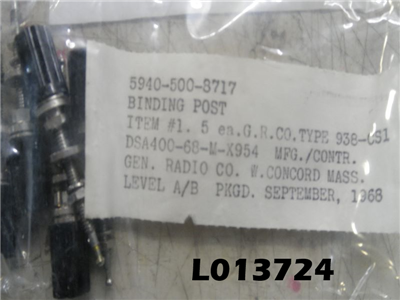 5940-500-8717
BINDING POST
ITEM #1. 5 ea.G.R.CO.TYPE 938-CS1
DSA400-68-M-X954 MFG./CONTR.
GEN. RADIO CO. W.CONCORD MASS.
LEVEL A/B PKGD. SEPTEMBER, 1968
L013724